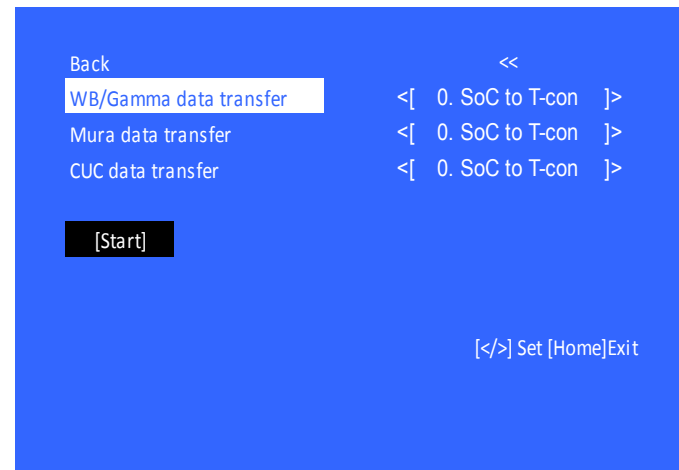 Back <<
WB/Gamma data transfer <[ 0. SoC to T-con ]>
Mura data transfer <[ 0. SoC to T-con ]>
CUC data transfer <[ 0. SoC to T-con ]>
[Start]
[</>] Set [Home]Exit